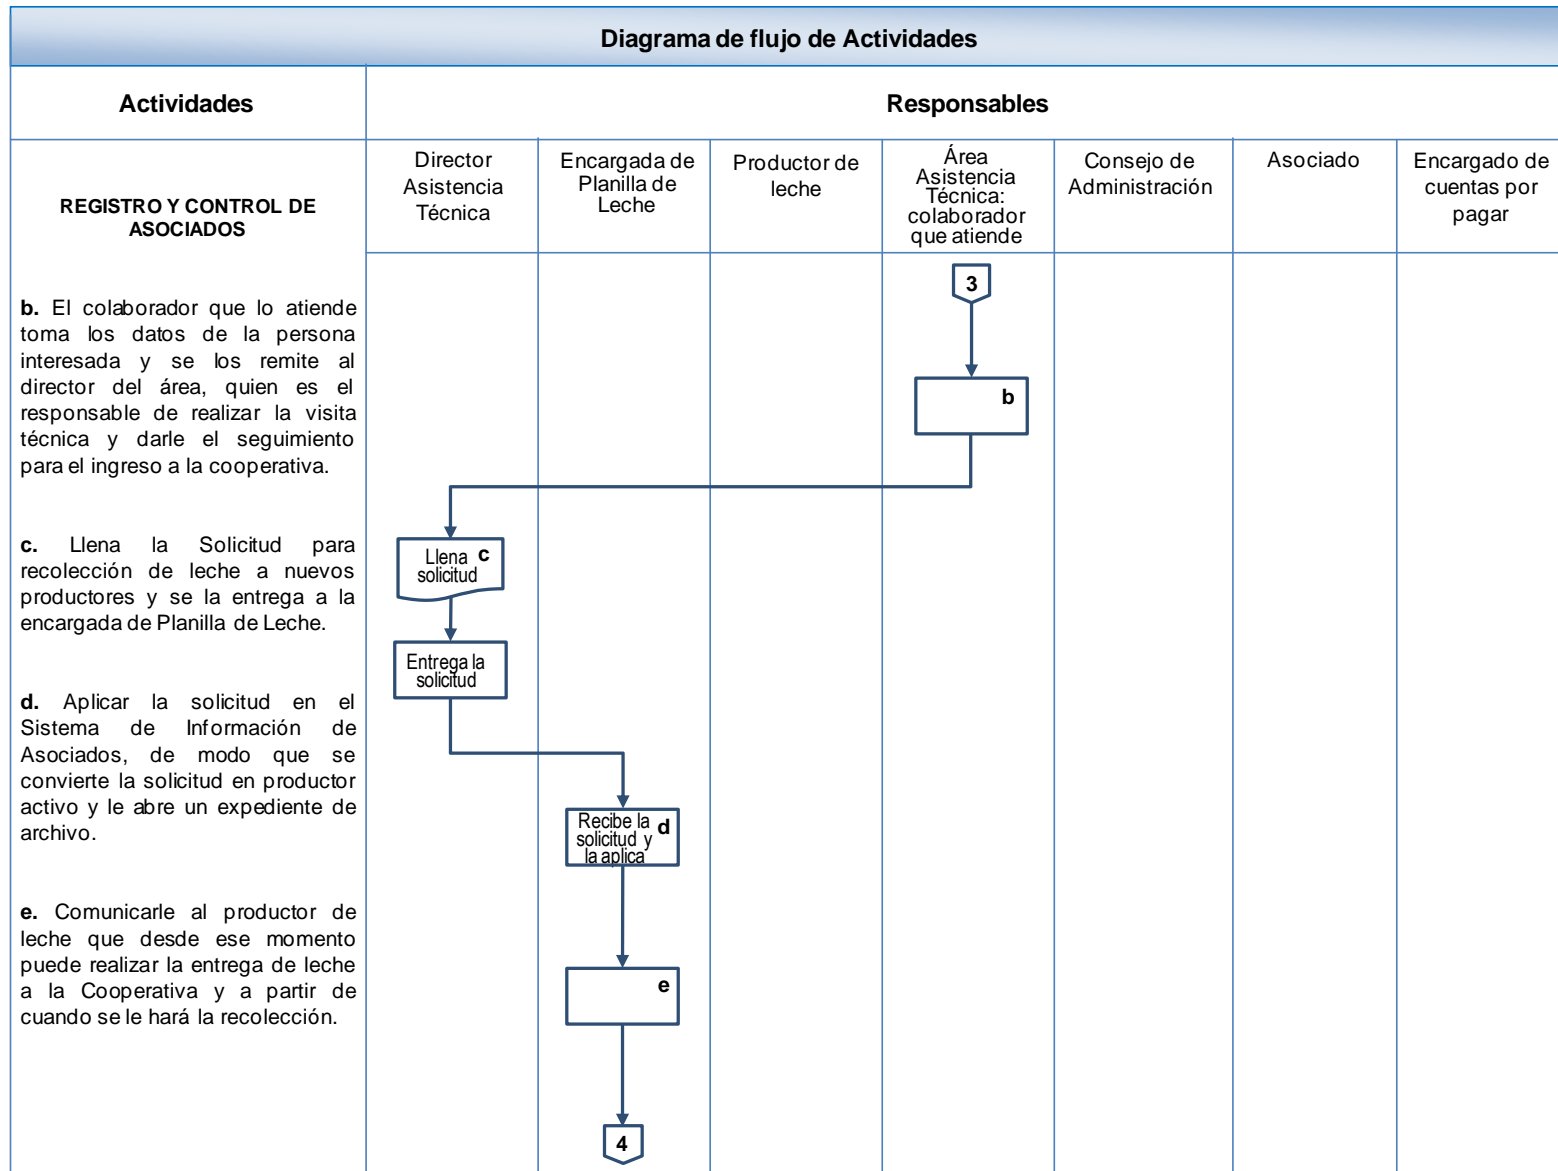 Diagrama de flujo de Actividades
Actividades
Responsables
REGISTRO Y CONTROL DE
ASOCIADOS
Director
Asistencia
Técnica
Encargada de
Planilla de
Leche
Productor de
leche
Área
Asistencia
Técnica:
colaborador
que atiende
Consejo de
Administración
Asociado
Encargado de
cuentas por
pagar
b. El colaborador que lo atiende
toma los datos de la persona
interesada y se los remite al
director del área, quien es el
responsable de realizar la visita
técnica y darle el seguimiento
para el ingreso a la cooperativa.
c. Llena la Solicitud para
recolección de leche a nuevos
productores y se la entrega a la
encargada de Planilla de Leche.
d. Aplicar la solicitud en el
Sistema de Información de
Asociados, de modo que se
convierte la solicitud en productor
activo y le abre un expediente de
archivo.
e. Comunicarle al productor de
leche que desde ese momento
puede realizar la entrega de leche
a la Cooperativa y a partir de
cuando se le hará la recolección.
3
b
Llena c
solicitud
Entrega la
solicitud
Recibe la
solicitud y d
la aplica
e
4